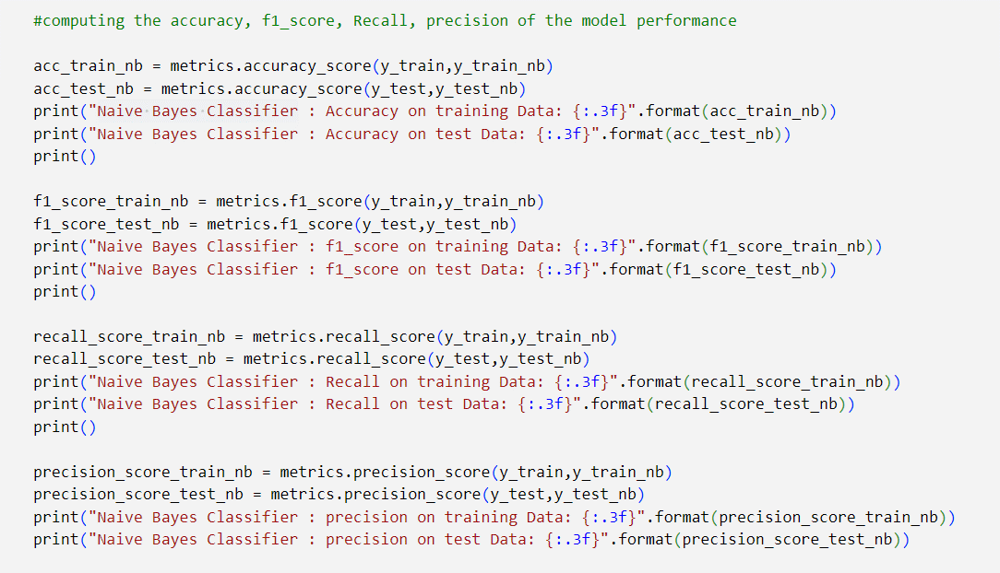 #computing the accuracy, f1_score, Recall, precision of the model performance
acc_train_nb = metrics.accuracy_score(y_train,y_train_nb)
acc_test_nb = metrics.accuracy_score(y_test,y_test_nb)
print("Naive Bayes Classifier : Accuracy on training Data: {:.3f}".format(acc_train_nb))
print("Naive Bayes Classifier : Accuracy on test Data: {:.3f}".format(acc_test_nb))
print()
f1_score_train_nb = metrics.f1_score(y_train,y_train_nb)
f1_score_test_nb = metrics.f1_score(y_test,y_test_nb)
print("Naive Bayes Classifier : f1_score on training Data: {:.3f}".format(f1_score_train_nb))
print("Naive Bayes Classifier : f1_score on test Data: {:.3f}".format(f1_score_test_nb))
print()
recall_score_train_nb = metrics.recall_score(y_train,y_train_nb)
recall_score_test_nb = metrics.recall_score(y_test,y_test_nb)
print("Naive Bayes Classifier : Recall on training Data: {:.3f}".format(recall_score_train_nb))
print("Naive Bayes Classifier : Recall on test Data: {:.3f}".format(recall_score_test_nb))
print()
precision_score_train_nb = metrics.precision_score(y_train,y_train_nb)
precision_score_test_nb = metrics.precision_score(y_test,y_test_nb)
print("Naive Bayes Classifier : precision on training Data: {:.3f}".format(precision_score_train_nb))
print("Naive Bayes Classifier : precision on test Data: {:.3f}".format(precision_score_test_nb))